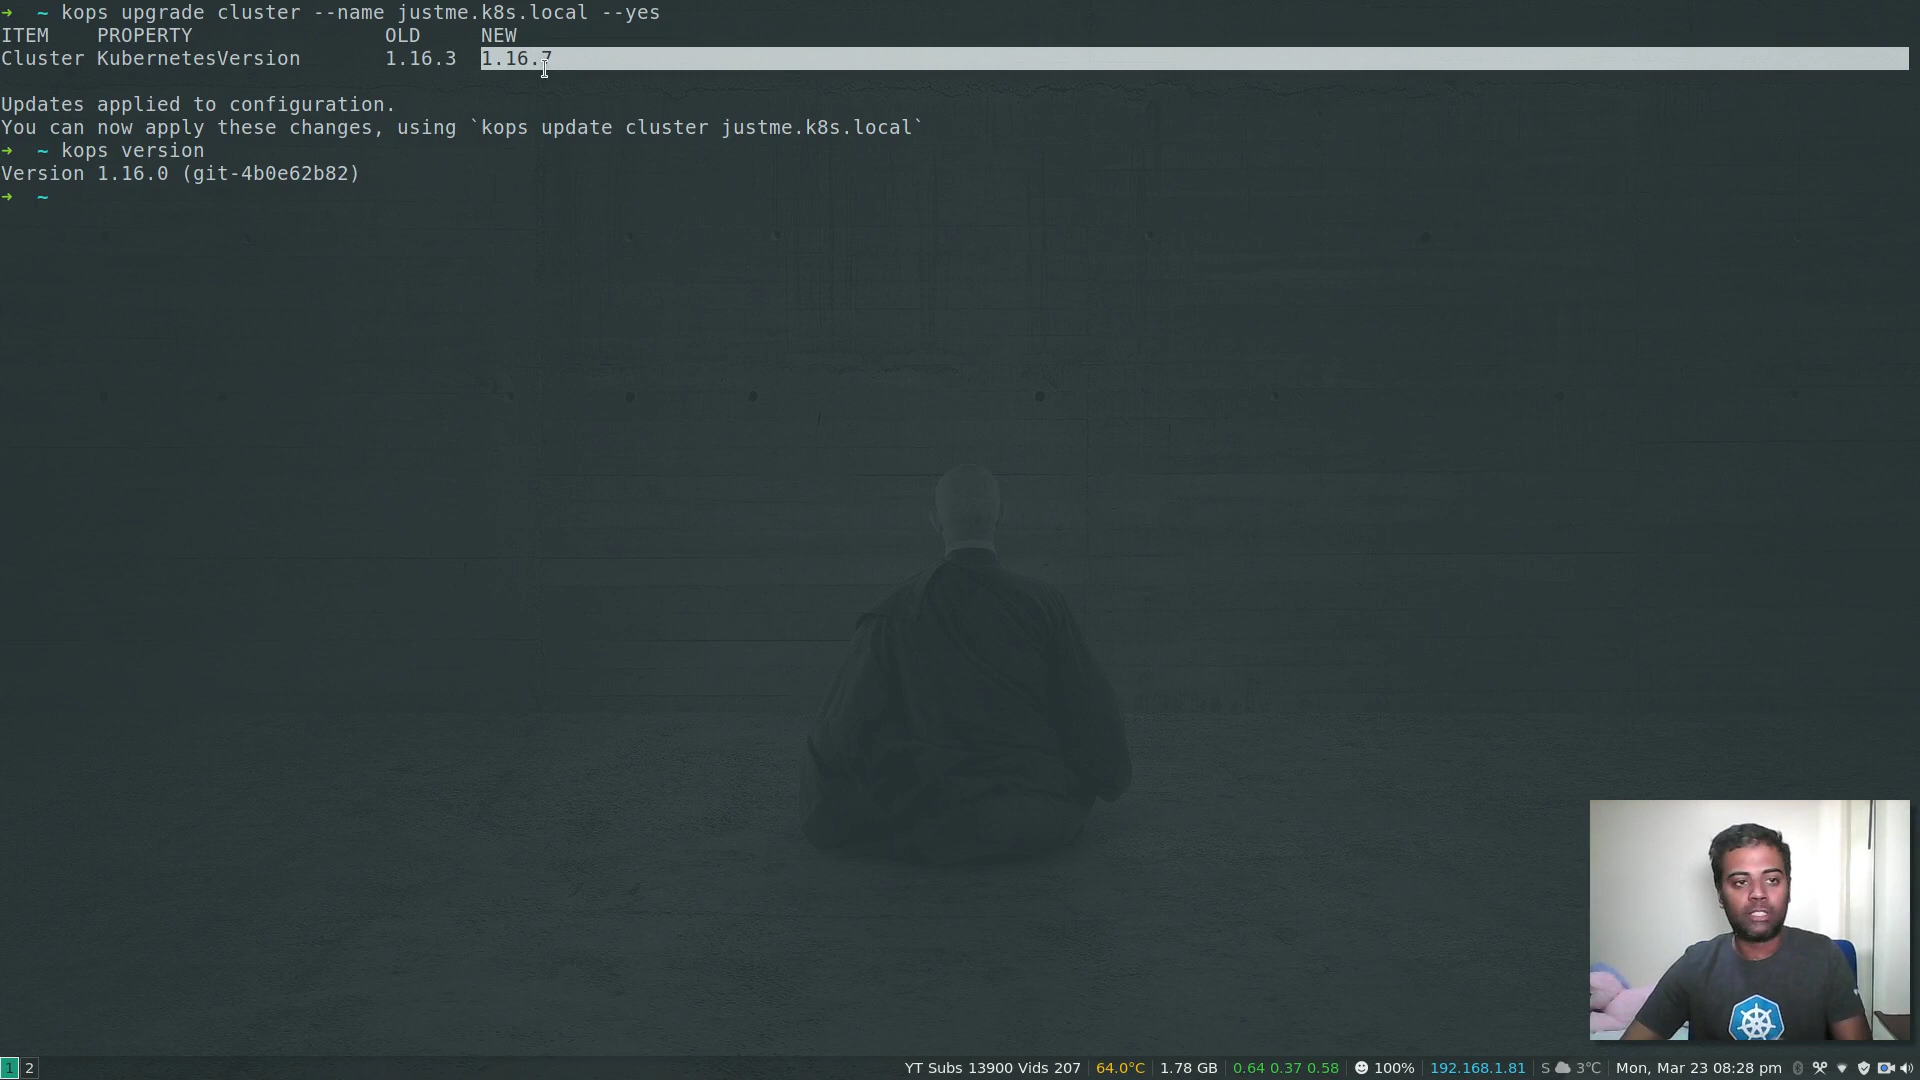 ➜  ~ kops upgrade cluster --name justme.k8s.local --yes
ITEM    PROPERTY                OLD     NEW
Cluster KubernetesVersion       1.16.3  1.16.7
Updates applied to configuration.
You can now apply these changes, using `kops update cluster justme.k8s.local`
➜  ~ kops version
Version 1.16.0 (git-4b0e62b82)
➜  ~
1 2 YT Subs 13900 Vids 207 64.0°C 1.78 GB 0.64 0.37 0.58 100% 192.168.1.81 S 3°C Mon, Mar 23 08:28 pm